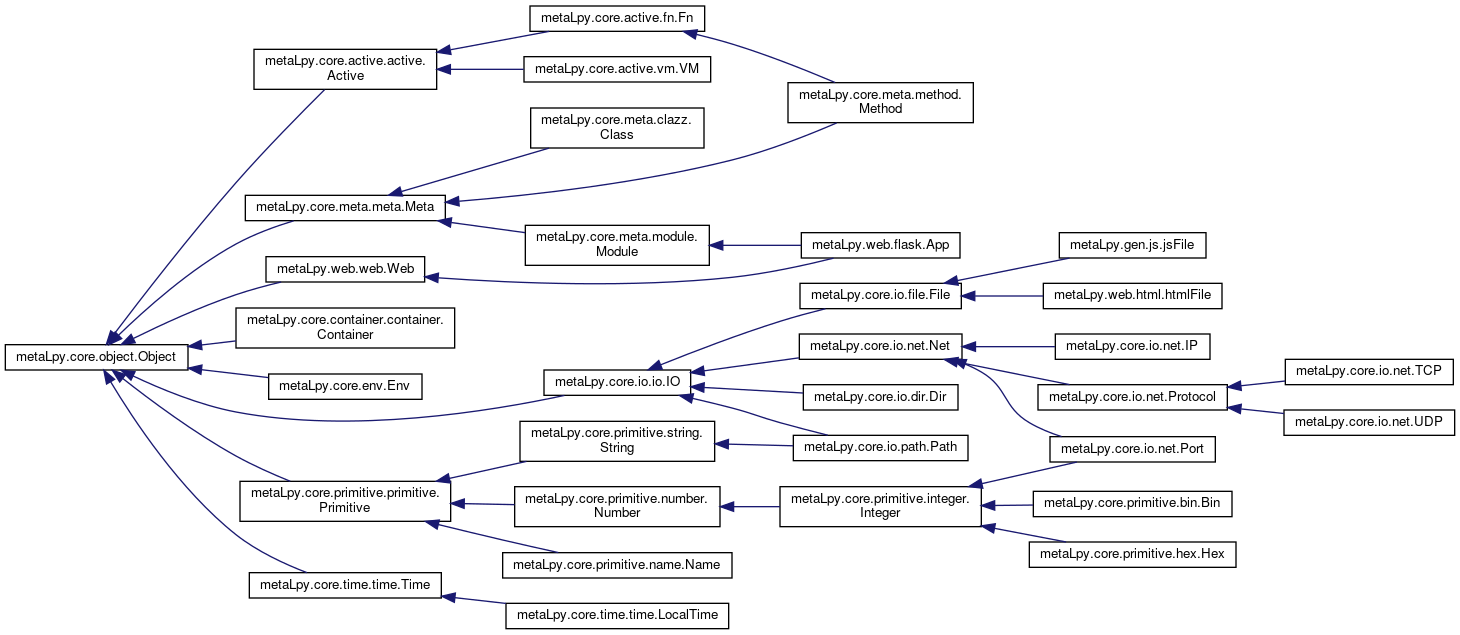 metaLpy.core.object.Object
metaLpy.core.active.active.
Active
metaLpy.core.meta.meta.Meta
metaLpy.web.web.Web
metaLpy.core.container.container.
Container
metaLpy.core.env.Env
metaLpy.core.primitive.primitive.
Primitive
metaLpy.core.time.time.Time
metaLpy.core.active.fn.Fn
metaLpy.core.active.vm.VM
metaLpy.core.meta.clazz.
Class
metaLpy.core.meta.module.
Module
metaLpy.core.io.io.IO
metaLpy.core.primitive.string.
String
metaLpy.core.primitive.number.
Number
metaLpy.core.primitive.name.Name
metaLpy.core.time.time.LocalTime
metaLpy.core.meta.method.
Method
metaLpy.web.flask.App
metaLpy.core.io.file.File
metaLpy.core.io.net.Net
metaLpy.core.io.dir.Dir
metaLpy.core.io.path.Path
metaLpy.core.primitive.integer.
Integer
metaLpy.gen.js.jsFile
metaLpy.web.html.htmlFile
metaLpy.core.io.net.IP
metaLpy.core.io.net.Protocol
metaLpy.core.io.net.Port
metaLpy.core.primitive.bin.Bin
metaLpy.core.primitive.hex.Hex
metaLpy.core.io.net.TCP
metaLpy.core.io.net.UDP